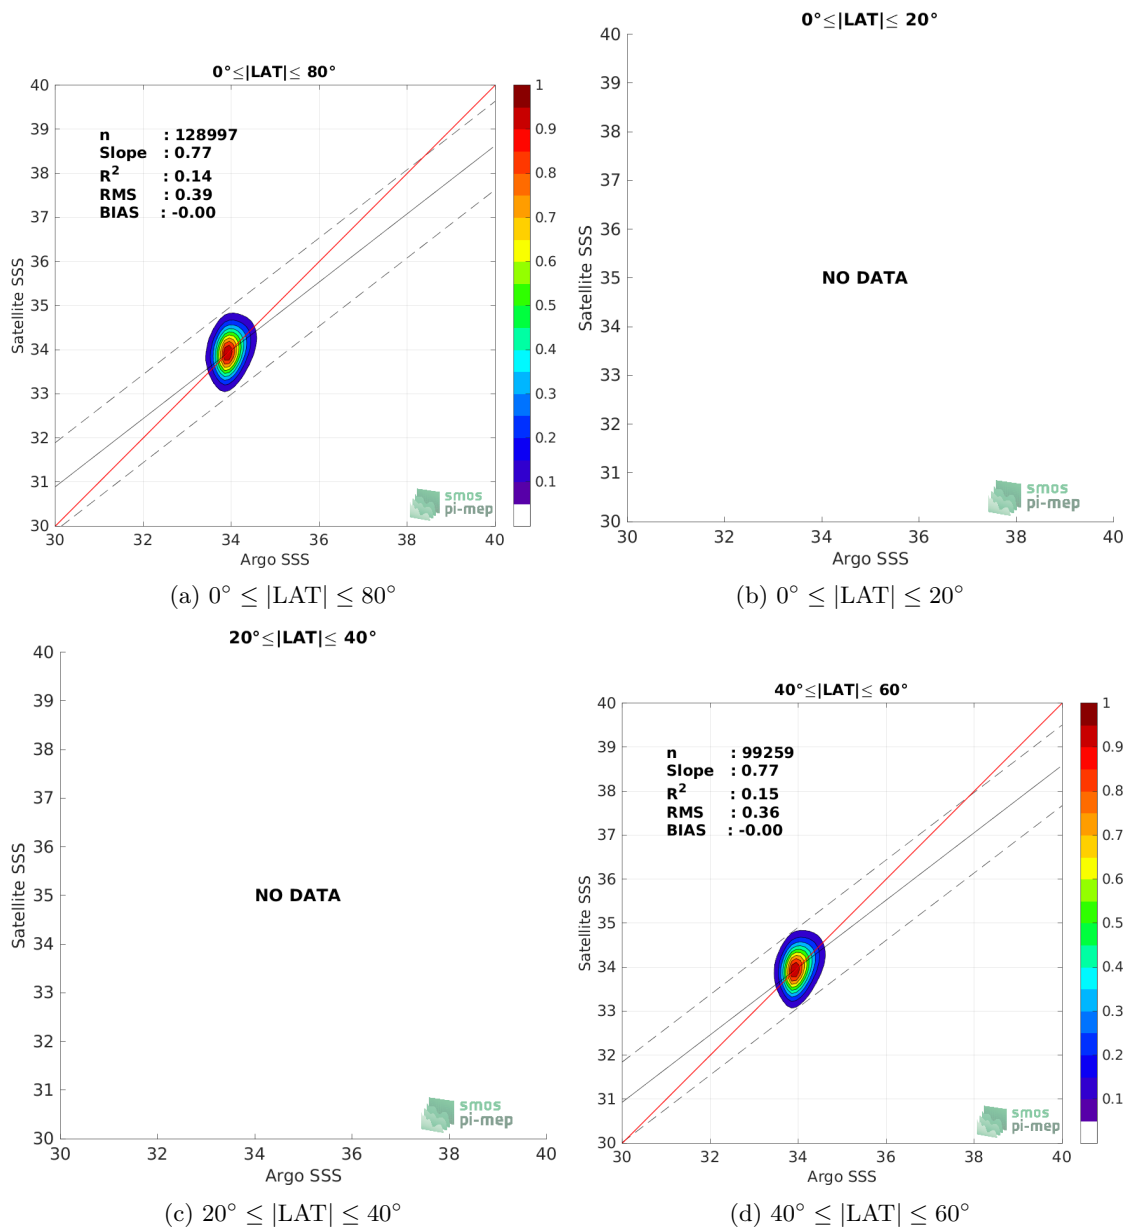 0°≤|LAT|≤ 80°
40
39
38
37
36
35
34
33
32
31
30
Satellite SSS
n : 128997
Slope : 0.77
R² : 0.14
RMS : 0.39
BIAS : -0.00
smos
pi-mep
30 32 34 36 38 40
Argo SSS
1
0.9
0.8
0.7
0.6
0.5
0.4
0.3
0.2
0.1
(a) 0° ≤ |LAT| ≤ 80°
0°≤|LAT|≤ 20°
40
39
38
37
36
35
34
33
32
31
30
Satellite SSS
NO DATA
smos
pi-mep
30 32 34 36 38 40
Argo SSS
(b) 0° ≤ |LAT| ≤ 20°
20°≤|LAT|≤ 40°
40
39
38
37
36
35
34
33
32
31
30
Satellite SSS
NO DATA
smos
pi-mep
30 32 34 36 38 40
Argo SSS
(c) 20° ≤ |LAT| ≤ 40°
40°≤|LAT|≤ 60°
40
39
38
37
36
35
34
33
32
31
30
Satellite SSS
n : 99259
Slope : 0.77
R² : 0.15
RMS : 0.36
BIAS : -0.00
smos
pi-mep
30 32 34 36 38 40
Argo SSS
1
0.9
0.8
0.7
0.6
0.5
0.4
0.3
0.2
0.1
(d) 40° ≤ |LAT| ≤ 60°